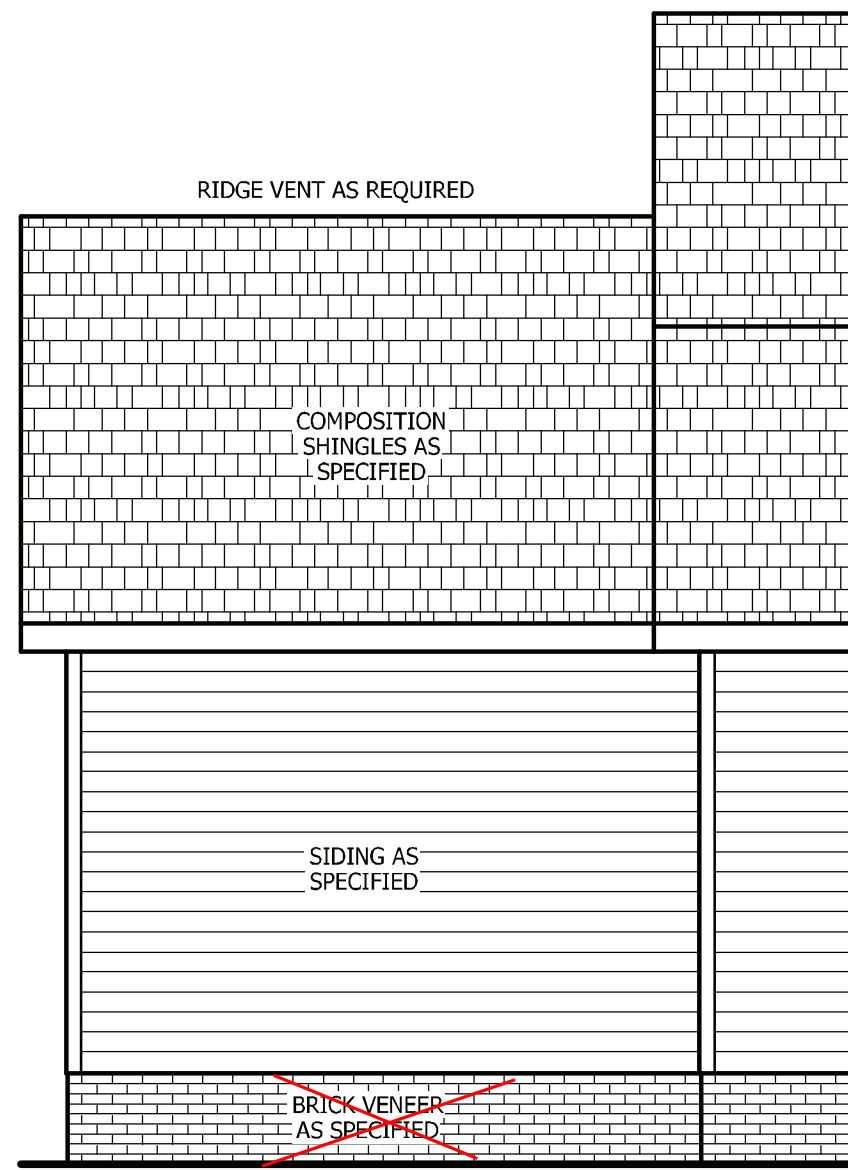 RIDGE VENT AS REQUIRED
COMPOSITION
SHINGLES AS
SPECIFIED
SIDING AS
SPECIFIED
BRICK VENEER
AS SPECIFIED